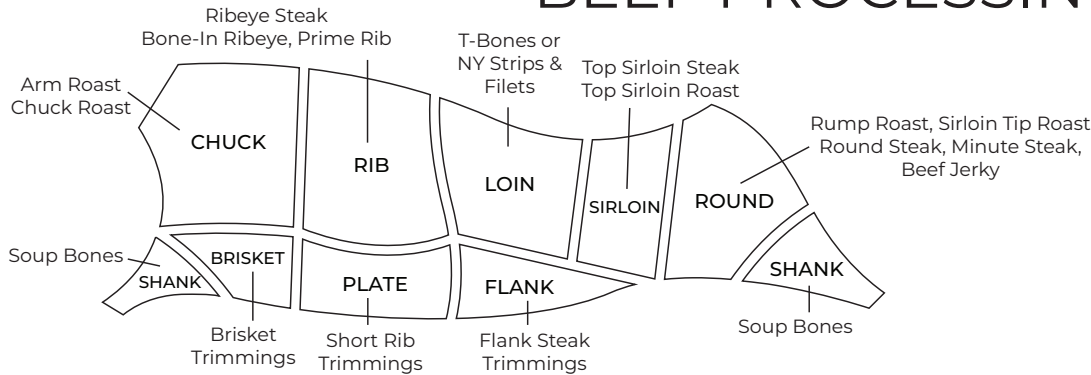 BEEF PROCESSIN
Ribeye Steak
Bone-In Ribeye, Prime Rib
T-Bones or
NY Strips &
Filets
Top Sirloin Steak
Top Sirloin Roast
Arm Roast
Chuck Roast
Rump Roast, Sirloin Tip Roast
Round Steak, Minute Steak,
Beef Jerky
CHUCK
RIB
LOIN
SIRLOIN
ROUND
Soup Bones
SHANK
BRISKET
PLATE
FLANK
SHANK
Brisket
Trimmings
Short Rib
Trimmings
Flank Steak
Trimmings
Soup Bones